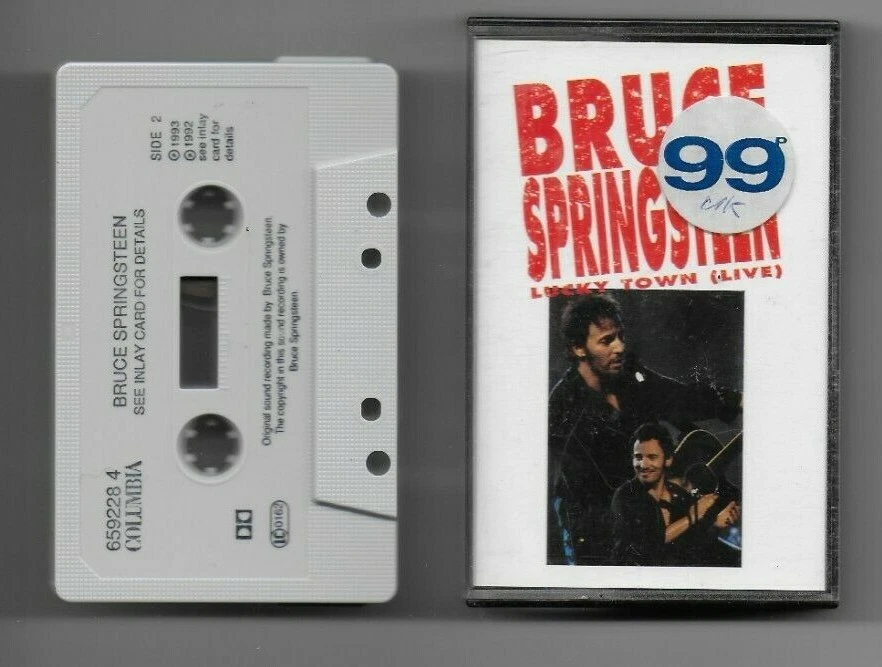 SIDE 2
℗ 1993
© 1992
see inlay
card for
details
BRUCE SPRINGSTEEN
SEE INLAY CARD FOR DETAILS
Original sound recording made by Bruce Springsteen.
The copyright in this sound recording is owned by
Bruce Springsteen.
659228 4
COLUMBIA
LC 0162
BRUCE
SPRINGSTEEN
LUCKY TOWN (LIVE)
99P